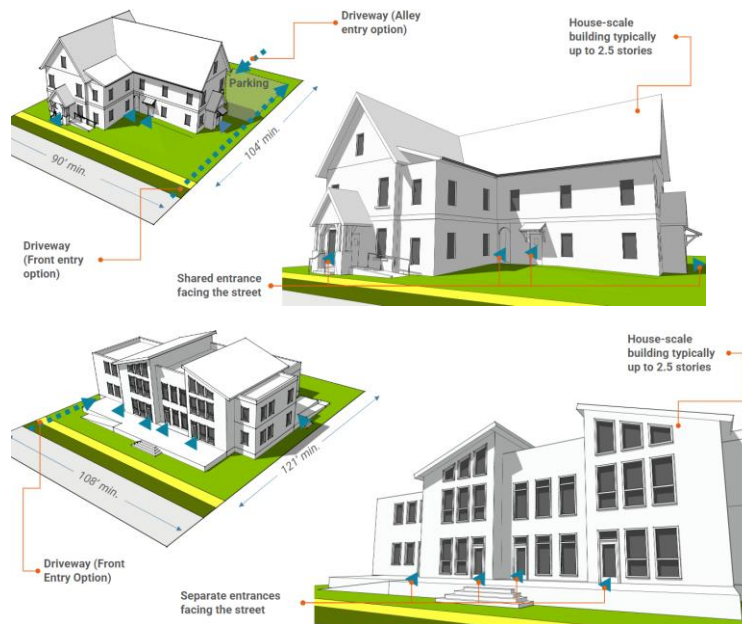 Driveway (Alley
entry option)
House-scale
building typically
up to 2.5 stories
Parking
90' min.
104' min.
Driveway
(Front entry
option)
Shared entrance
facing the street
House-scale
building typically
up to 2.5 stories
108' min.
121' min.
Driveway (Front
Entry Option)
Separate entrances
facing the street